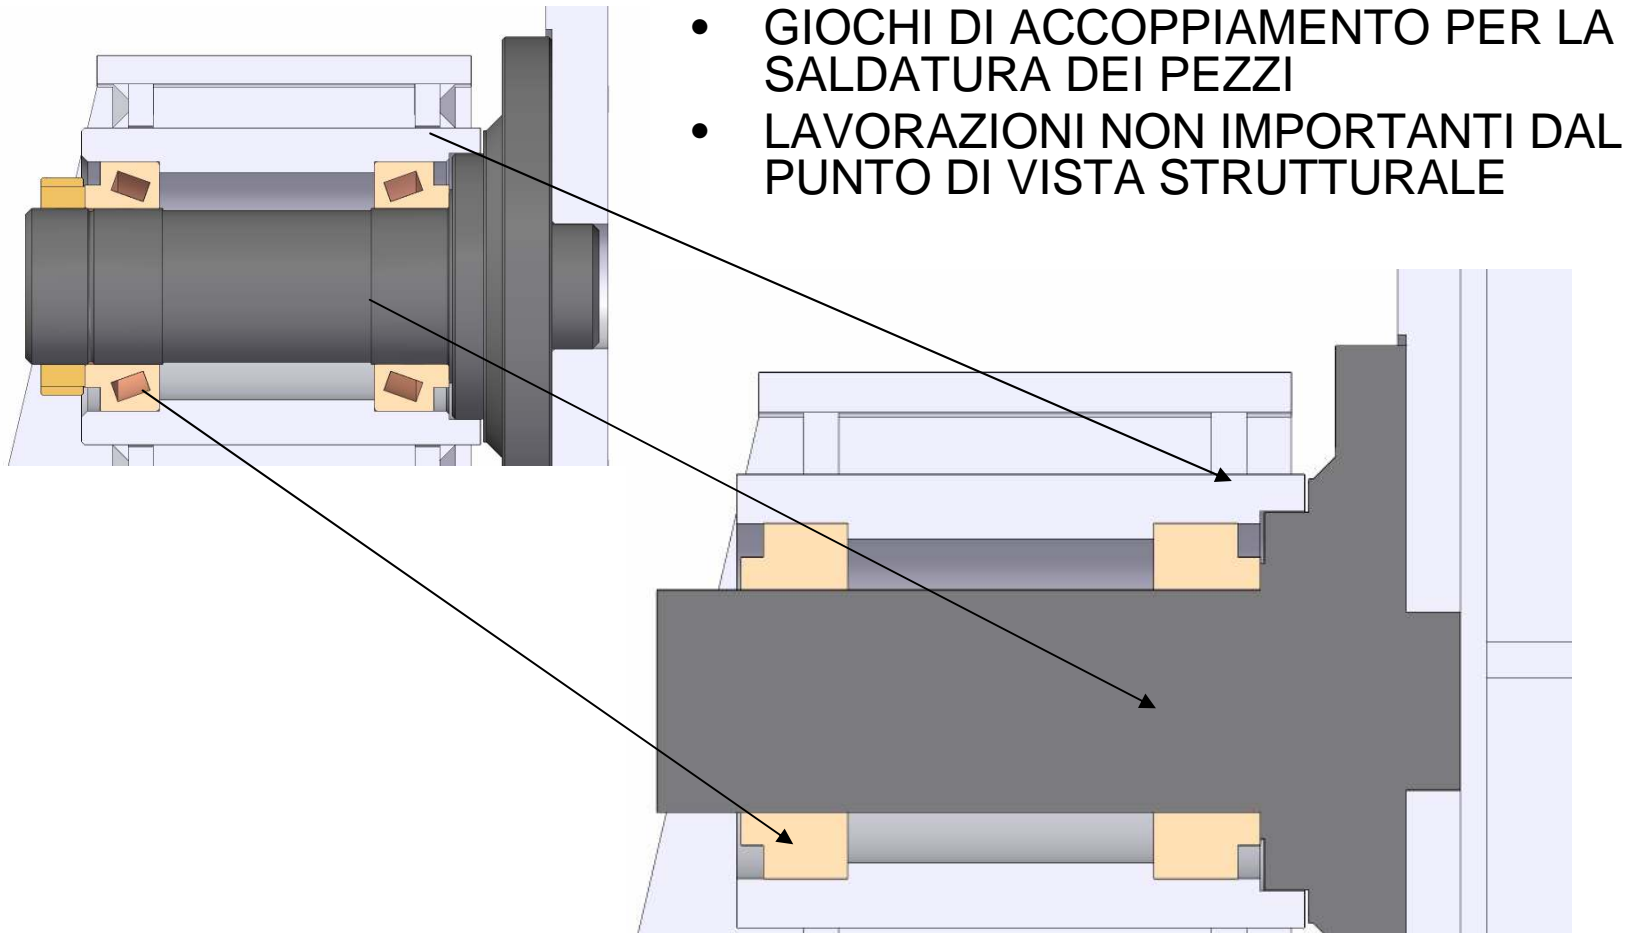 • GIOCHI DI ACCOPPIAMENTO PER LA
SALDATURA DEI PEZZI
• LAVORAZIONI NON IMPORTANTI DAL
PUNTO DI VISTA STRUTTURALE